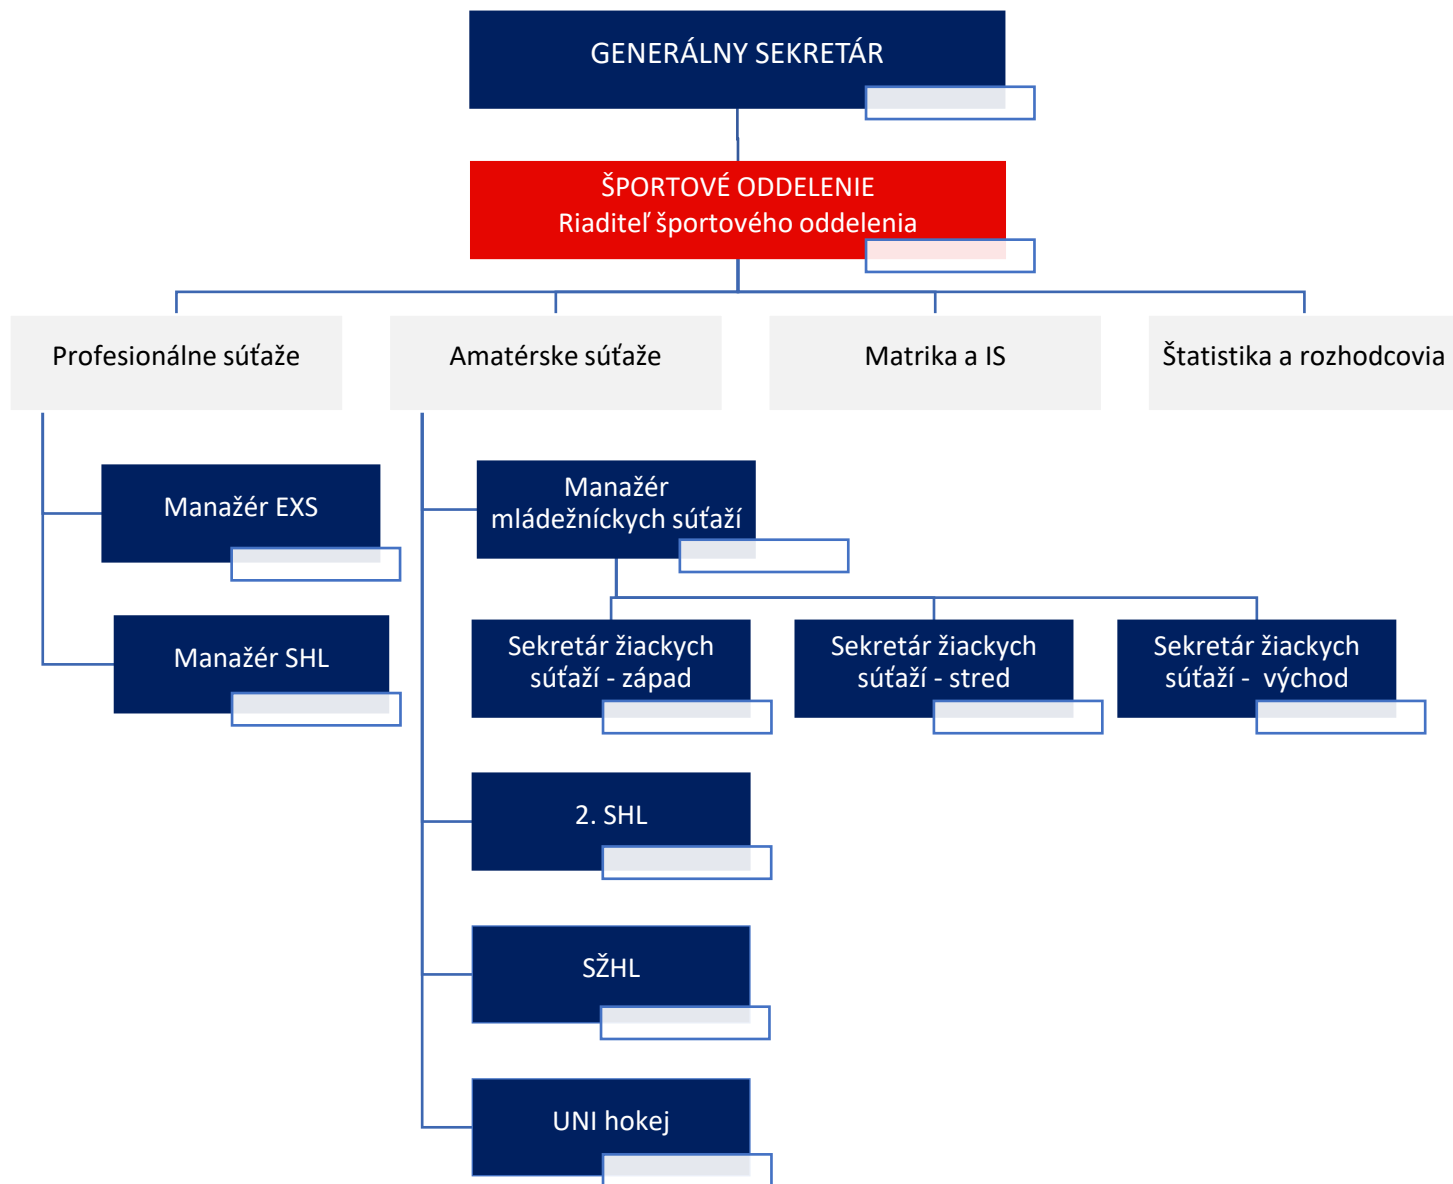 GENERÁLNY SEKRETÁR
ŠPORTOVÉ ODDELENIE
Riaditeľ športového oddelenia
Profesionálne súťaže
Amatérske súťaže
Matrika a IS
Štatistika a rozhodcovia
Manažér EXS
Manažér SHL
Manažér
mládežníckych súťaží
Sekretár žiackych
súťaží - západ
Sekretár žiackych
súťaží - stred
Sekretár žiackych
súťaží -  východ
2. SHL
SŽHL
UNI hokej